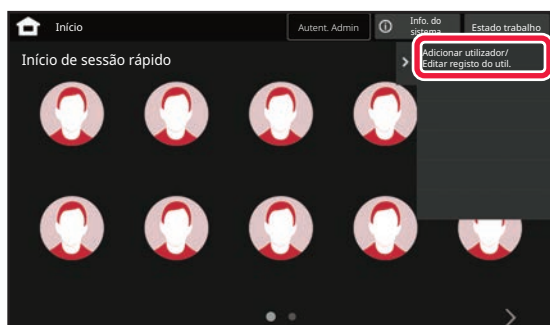 Início
Autent. Admin
Info. do
sistema
Estado trabalho
Início de sessão rápido
Adicionar utilizador/
Editar registo do util.